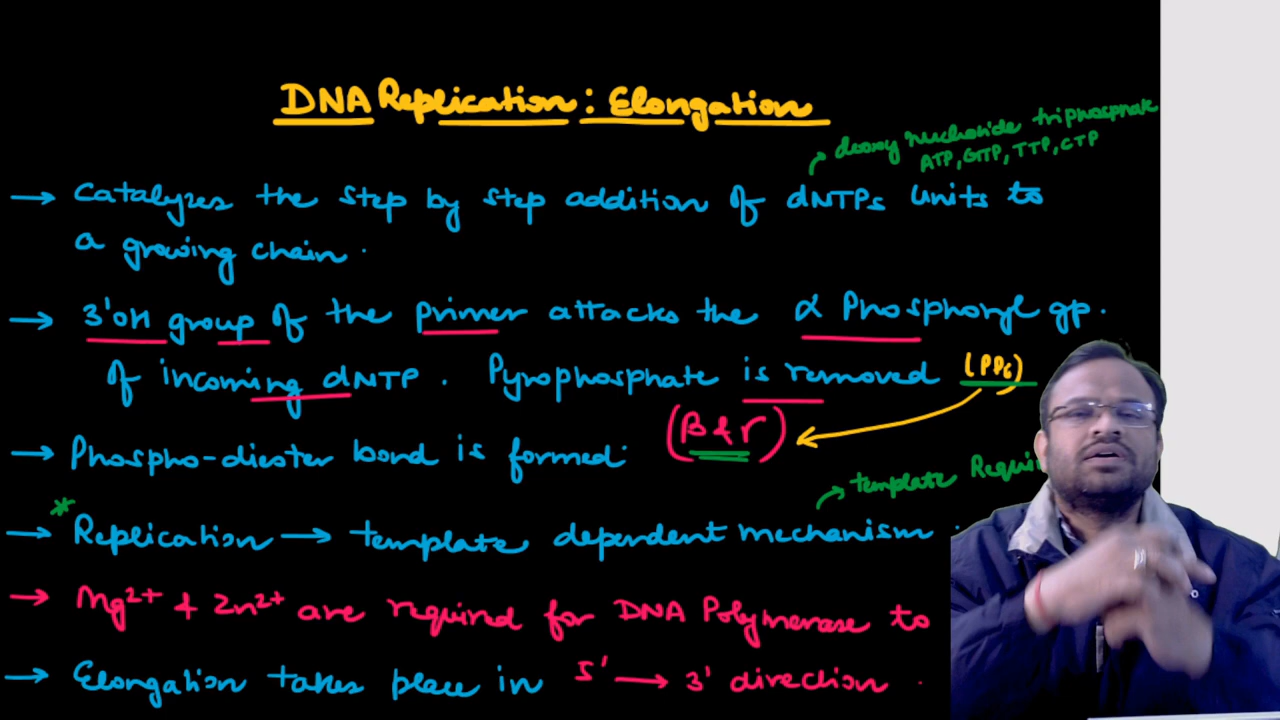 DNA Replication : Elongation
deoxy nucleotide triphosphate
ATP, GTP, TTP, CTP
→ Catalyzes the step by step addition of dNTPs units to
a growing chain.
→ 3'OH group of the primer attacks the α Phosphoryl gp.
of incoming dNTP. Pyrophosphate is removed (PPi)
(β & γ)
→ Phospho-diester bond is formed.
template Requi
* → Replication → template dependent mechanism.
→ Mg2+ & Zn2+ are required for DNA Polymerase to
→ Elongation takes place in 5' → 3' direction.